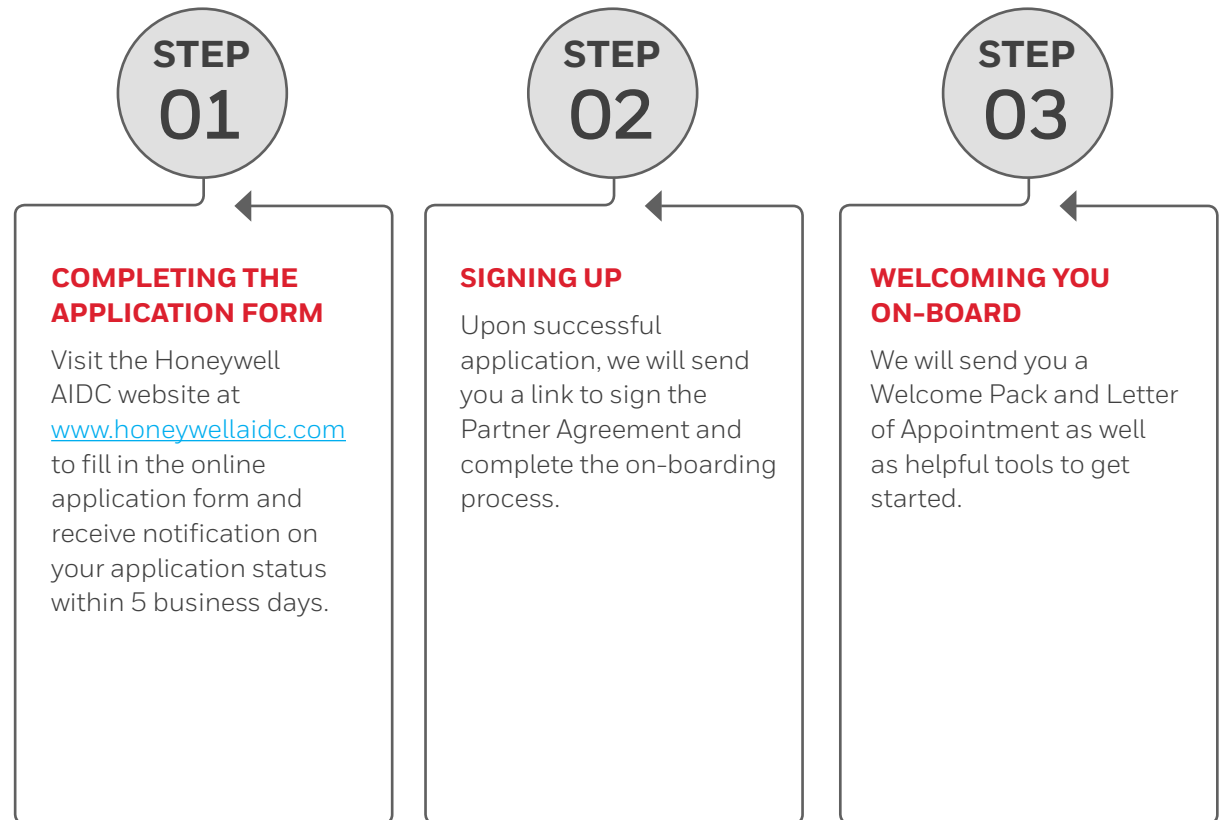 STEP
01
COMPLETING THE
APPLICATION FORM
Visit the Honeywell
AIDC website at
www.honeywellaidc.com
to fill in the online
application form and
receive notification on
your application status
within 5 business days.
STEP
02
SIGNING UP
Upon successful
application, we will send
you a link to sign the
Partner Agreement and
complete the on-boarding
process.
STEP
03
WELCOMING YOU
ON-BOARD
We will send you a
Welcome Pack and Letter
of Appointment as well
as helpful tools to get
started.